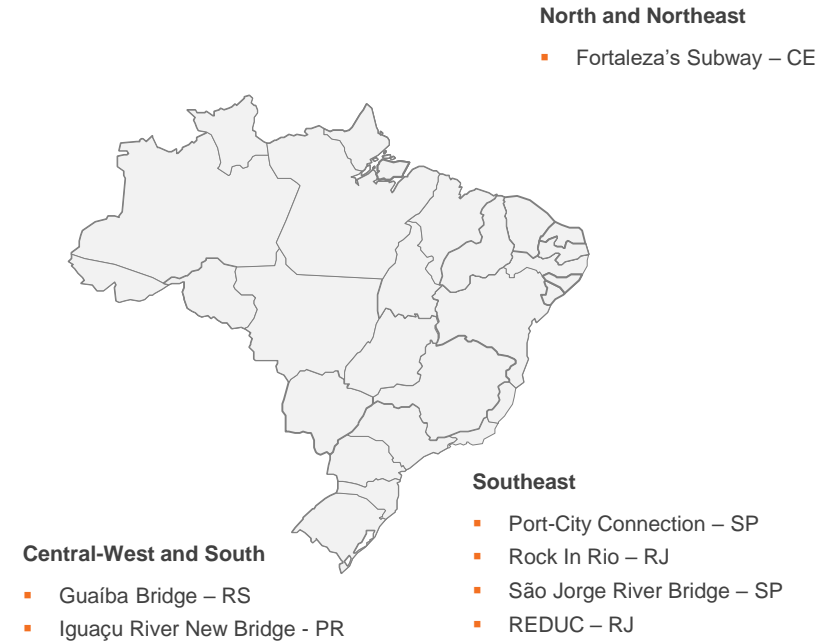 North and Northeast
▪ Fortaleza's Subway – CE
Southeast
▪ Port-City Connection – SP
▪ Rock In Rio – RJ
▪ São Jorge River Bridge – SP
▪ REDUC – RJ
Central-West and South
▪ Guaíba Bridge – RS
▪ Iguaçu River New Bridge - PR